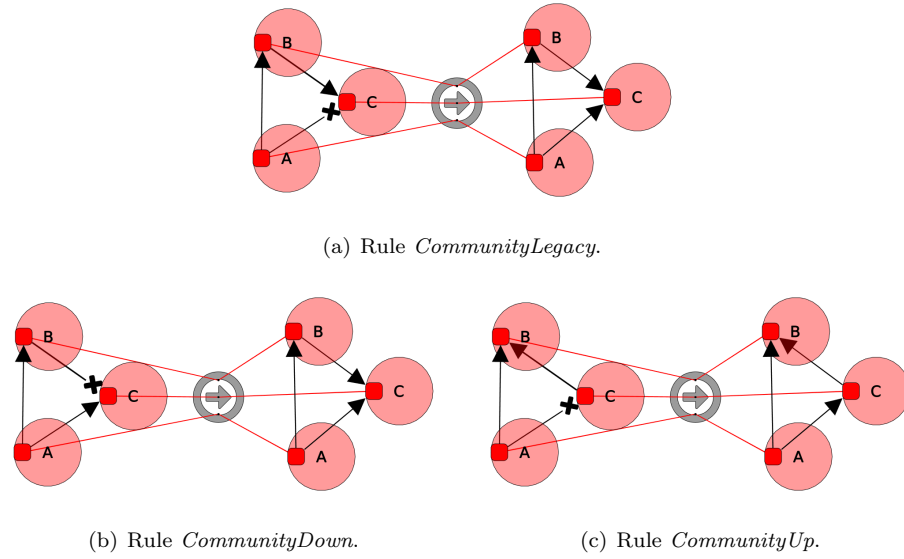 B B
C C
A A
(a) Rule CommunityLegacy.
B B B B
C C C C
A A A A
(b) Rule CommunityDown. (c) Rule CommunityUp.